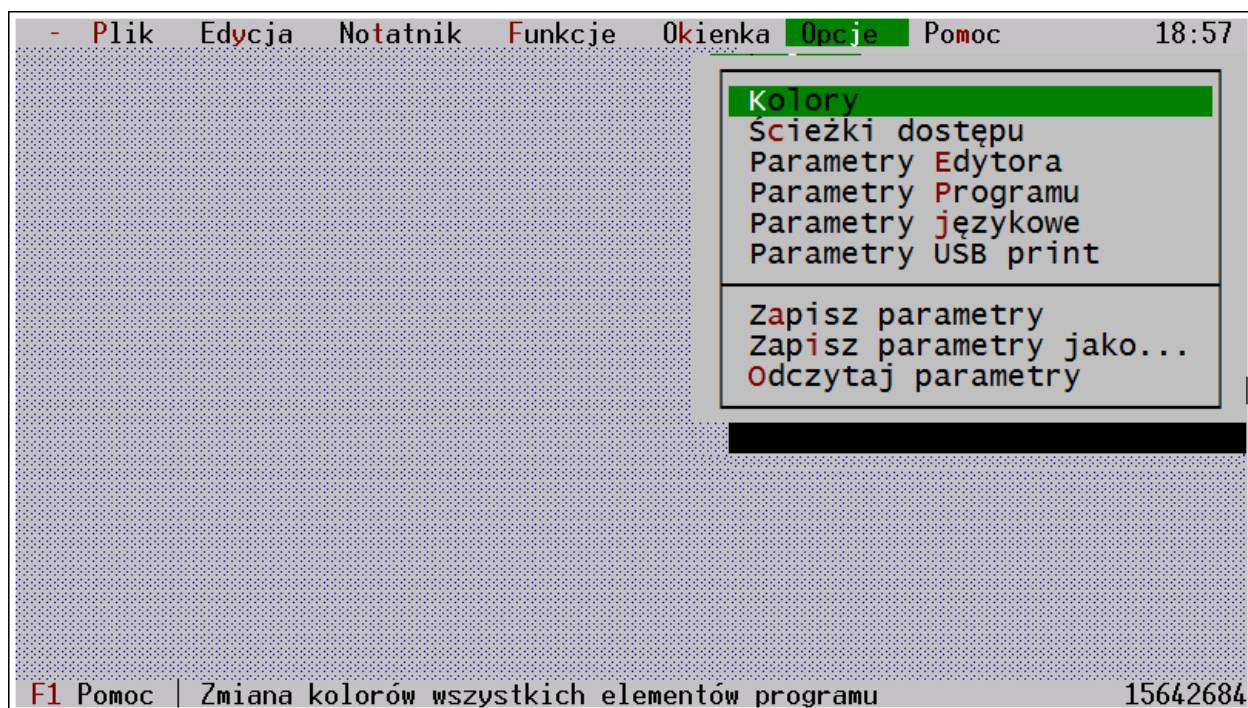 - Plik Edycja Notatnik Funkcje Okienka Opcje Pomoc 18:57
Kolory
Ścieżki dostępu
Parametry Edytora
Parametry Programu
Parametry językowe
Parametry USB print
Zapisz parametry
Zapisz parametry jako...
Odczytaj parametry
F1 Pomoc | Zmiana kolorów wszystkich elementów programu 15642684